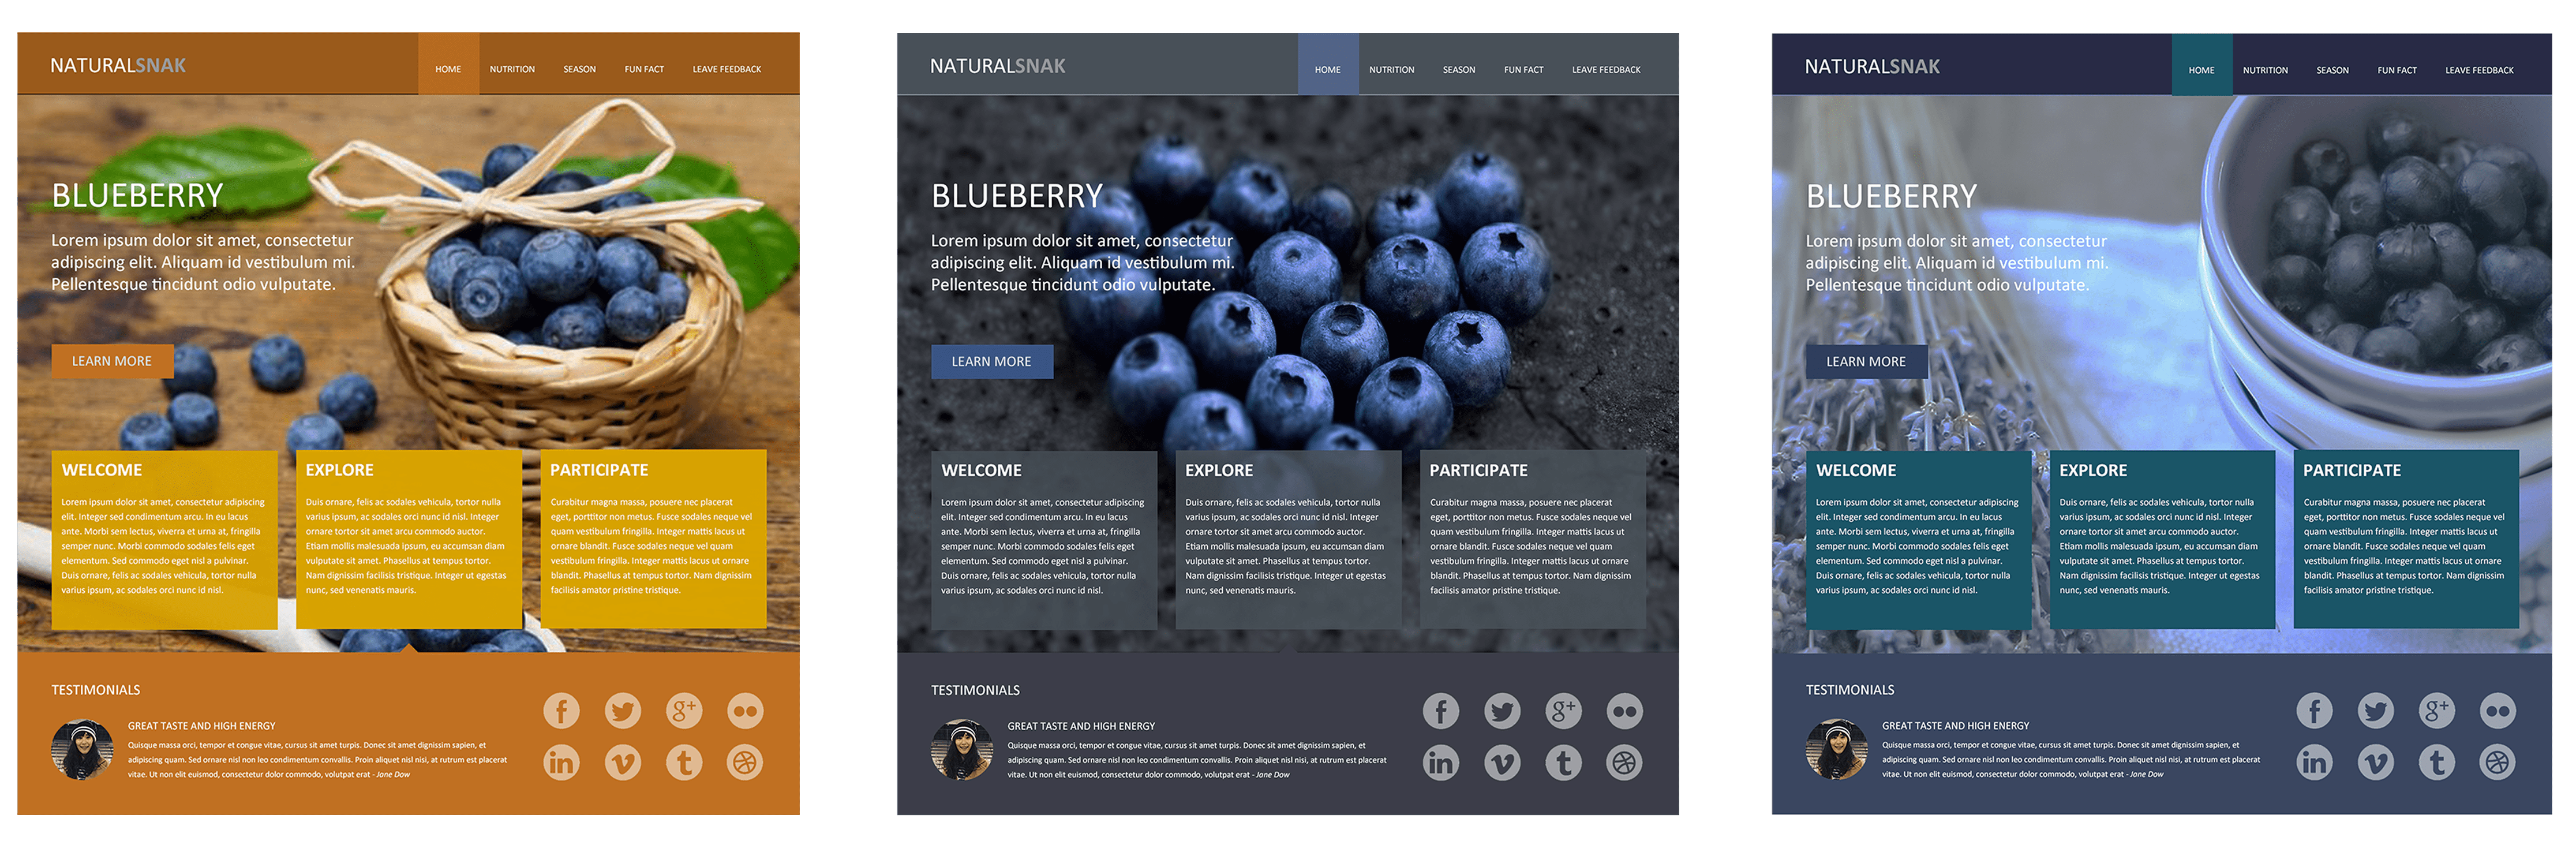 NATURALSNAK
HOME NUTRITION SEASON FUN FACT LEAVE FEEDBACK
BLUEBERRY
Lorem ipsum dolor sit amet, consectetur
adipiscing elit. Aliquam id vestibulum mi.
Pellentesque tincidunt odio vulputate.
LEARN MORE
WELCOME
Lorem ipsum dolor sit amet, consectetur adipiscing
elit. Integer sed condimentum arcu. In eu lacus
ante. Morbi sem lectus, viverra et urna at, fringilla
semper nunc. Morbi commodo sodales felis eget
elementum. Sed commodo eget nisl a pulvinar.
Duis ornare, felis ac sodales vehicula, tortor nulla
varius ipsum, ac sodales orci nunc id nisl.
EXPLORE
Duis ornare, felis ac sodales vehicula, tortor nulla
varius ipsum, ac sodales orci nunc id nisl. Integer
ornare tortor sit amet arcu commodo auctor.
Etiam mollis malesuada ipsum, eu accumsan diam
vulputate sit amet. Phasellus at tempus tortor.
Nam dignissim facilisis tristique. Integer ut egestas
nunc, sed venenatis mauris.
PARTICIPATE
Curabitur magna massa, posuere nec placerat
eget, porttitor non metus. Fusce sodales neque vel
quam vestibulum fringilla. Integer mattis lacus ut
ornare blandit. Fusce sodales neque vel quam
vestibulum fringilla. Integer mattis lacus ut ornare
blandit. Phasellus at tempus tortor. Nam dignissim
facilisis amator pristine tristique.
TESTIMONIALS
GREAT TASTE AND HIGH ENERGY
Quisque massa orci, tempor et congue vitae, cursus sit amet turpis. Donec sit amet dignissim sapien, et
adipiscing quam. Sed ornare nisl non leo condimentum convallis. Proin aliquet nisl nisi, at rutrum est placerat
vitae. Ut non elit euismod, consectetur dolor commodo, volutpat erat - Jane Dow
f g+
in v t
NATURALSNAK
HOME NUTRITION SEASON FUN FACT LEAVE FEEDBACK
BLUEBERRY
Lorem ipsum dolor sit amet, consectetur
adipiscing elit. Aliquam id vestibulum mi.
Pellentesque tincidunt odio vulputate.
LEARN MORE
WELCOME
Lorem ipsum dolor sit amet, consectetur adipiscing
elit. Integer sed condimentum arcu. In eu lacus
ante. Morbi sem lectus, viverra et urna at, fringilla
semper nunc. Morbi commodo sodales felis eget
elementum. Sed commodo eget nisl a pulvinar.
Duis ornare, felis ac sodales vehicula, tortor nulla
varius ipsum, ac sodales orci nunc id nisl.
EXPLORE
Duis ornare, felis ac sodales vehicula, tortor nulla
varius ipsum, ac sodales orci nunc id nisl. Integer
ornare tortor sit amet arcu commodo auctor.
Etiam mollis malesuada ipsum, eu accumsan diam
vulputate sit amet. Phasellus at tempus tortor.
Nam dignissim facilisis tristique. Integer ut egestas
nunc, sed venenatis mauris.
PARTICIPATE
Curabitur magna massa, posuere nec placerat
eget, porttitor non metus. Fusce sodales neque vel
quam vestibulum fringilla. Integer mattis lacus ut
ornare blandit. Fusce sodales neque vel quam
vestibulum fringilla. Integer mattis lacus ut ornare
blandit. Phasellus at tempus tortor. Nam dignissim
facilisis amator pristine tristique.
TESTIMONIALS
GREAT TASTE AND HIGH ENERGY
Quisque massa orci, tempor et congue vitae, cursus sit amet turpis. Donec sit amet dignissim sapien, et
adipiscing quam. Sed ornare nisl non leo condimentum convallis. Proin aliquet nisl nisi, at rutrum est placerat
vitae. Ut non elit euismod, consectetur dolor commodo, volutpat erat - Jane Dow
f g+
in v t
NATURALSNAK
HOME NUTRITION SEASON FUN FACT LEAVE FEEDBACK
BLUEBERRY
Lorem ipsum dolor sit amet, consectetur
adipiscing elit. Aliquam id vestibulum mi.
Pellentesque tincidunt odio vulputate.
LEARN MORE
WELCOME
Lorem ipsum dolor sit amet, consectetur adipiscing
elit. Integer sed condimentum arcu. In eu lacus
ante. Morbi sem lectus, viverra et urna at, fringilla
semper nunc. Morbi commodo sodales felis eget
elementum. Sed commodo eget nisl a pulvinar.
Duis ornare, felis ac sodales vehicula, tortor nulla
varius ipsum, ac sodales orci nunc id nisl.
EXPLORE
Duis ornare, felis ac sodales vehicula, tortor nulla
varius ipsum, ac sodales orci nunc id nisl. Integer
ornare tortor sit amet arcu commodo auctor.
Etiam mollis malesuada ipsum, eu accumsan diam
vulputate sit amet. Phasellus at tempus tortor.
Nam dignissim facilisis tristique. Integer ut egestas
nunc, sed venenatis mauris.
PARTICIPATE
Curabitur magna massa, posuere nec placerat
eget, porttitor non metus. Fusce sodales neque vel
quam vestibulum fringilla. Integer mattis lacus ut
ornare blandit. Fusce sodales neque vel quam
vestibulum fringilla. Integer mattis lacus ut ornare
blandit. Phasellus at tempus tortor. Nam dignissim
facilisis amator pristine tristique.
TESTIMONIALS
GREAT TASTE AND HIGH ENERGY
Quisque massa orci, tempor et congue vitae, cursus sit amet turpis. Donec sit amet dignissim sapien, et
adipiscing quam. Sed ornare nisl non leo condimentum convallis. Proin aliquet nisl nisi, at rutrum est placerat
vitae. Ut non elit euismod, consectetur dolor commodo, volutpat erat - Jane Dow
f g+
in v t